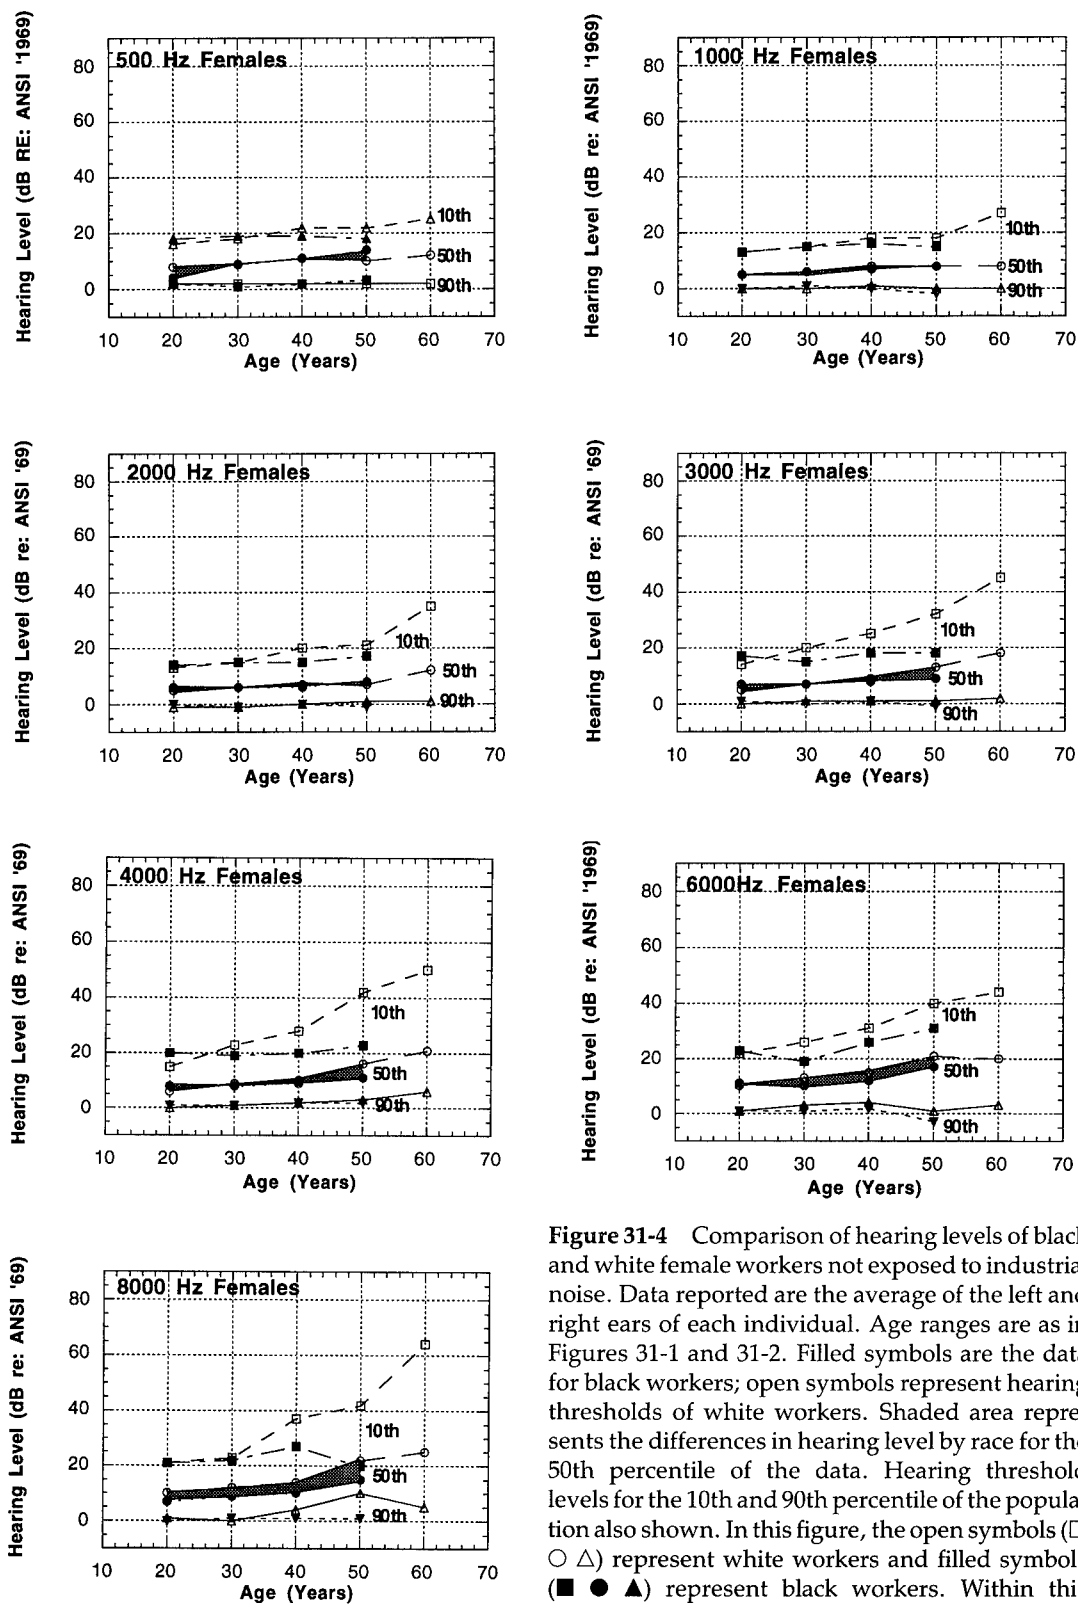 500 Hz Females
Hearing Level (dB RE: ANSI '1969)
80
60
40
20
0
10th
50th
90th
10 20 30 40 50 60 70
Age (Years)
1000 Hz Females
Hearing Level (dB re: ANSI '1969)
80
60
40
20
0
10th
50th
90th
10 20 30 40 50 60 70
Age (Years)
2000 Hz Females
Hearing Level (dB re: ANSI '69)
80
60
40
20
0
10th
50th
90th
10 20 30 40 50 60 70
Age (Years)
3000 Hz Females
Hearing Level (dB re: ANSI '69)
80
60
40
20
0
10th
50th
90th
10 20 30 40 50 60 70
Age (Years)
4000 Hz Females
Hearing Level (dB re: ANSI '69)
80
60
40
20
0
10th
50th
90th
10 20 30 40 50 60 70
Age (Years)
6000Hz Females
Hearing Level (dB re: ANSI '1969)
80
60
40
20
0
10th
50th
90th
10 20 30 40 50 60 70
Age (Years)
8000 Hz Females
Hearing Level (dB re: ANSI '69)
80
60
40
20
0
10th
50th
90th
10 20 30 40 50 60 70
Age (Years)
Figure 31-4 Comparison of hearing levels of black
and white female workers not exposed to industria
noise. Data reported are the average of the left and
right ears of each individual. Age ranges are as in
Figures 31-1 and 31-2. Filled symbols are the data
for black workers; open symbols represent hearing
thresholds of white workers. Shaded area repre
sents the differences in hearing level by race for the
50th percentile of the data. Hearing threshold
levels for the 10th and 90th percentile of the popula
tion also shown. In this figure, the open symbols (□
○ △) represent white workers and filled symbol
(■ ● ▲) represent black workers. Within thi